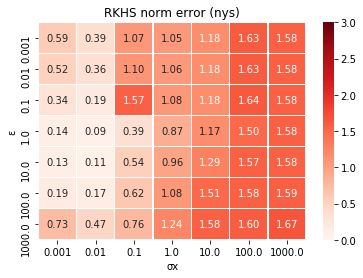 RKHS norm error (nys)
0.001 0.59 0.39 1.07 1.05 1.18 1.63 1.58
0.01 0.52 0.36 1.10 1.06 1.18 1.63 1.58
0.1 0.34 0.19 1.57 1.08 1.18 1.64 1.58
ε 1.0 0.14 0.09 0.39 0.87 1.17 1.50 1.58
10.0 0.13 0.11 0.54 0.96 1.29 1.57 1.58
100.0 0.19 0.17 0.62 1.08 1.51 1.58 1.59
1000.0 0.73 0.47 0.76 1.24 1.58 1.60 1.67
0.001 0.01 0.1 1.0 10.0 100.0 1000.0
σx
3.0
2.5
2.0
1.5
1.0
0.5
0.0